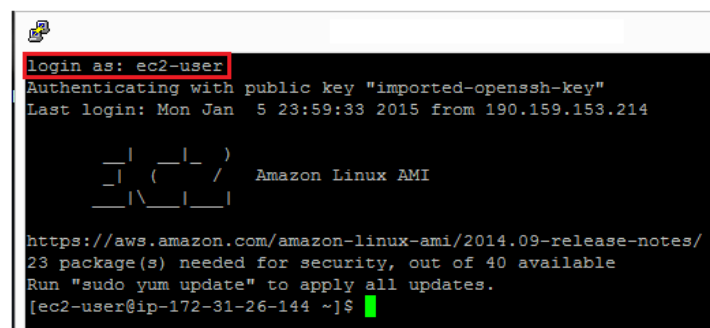 login as: ec2-user
Authenticating with public key "imported-openssh-key"
Last login: Mon Jan  5 23:59:33 2015 from 190.159.153.214
       __|  __|_  )
       _|  (     /   Amazon Linux AMI
      ___|\___|___|
https://aws.amazon.com/amazon-linux-ami/2014.09-release-notes/
23 package(s) needed for security, out of 40 available
Run "sudo yum update" to apply all updates.
[ec2-user@ip-172-31-26-144 ~]$